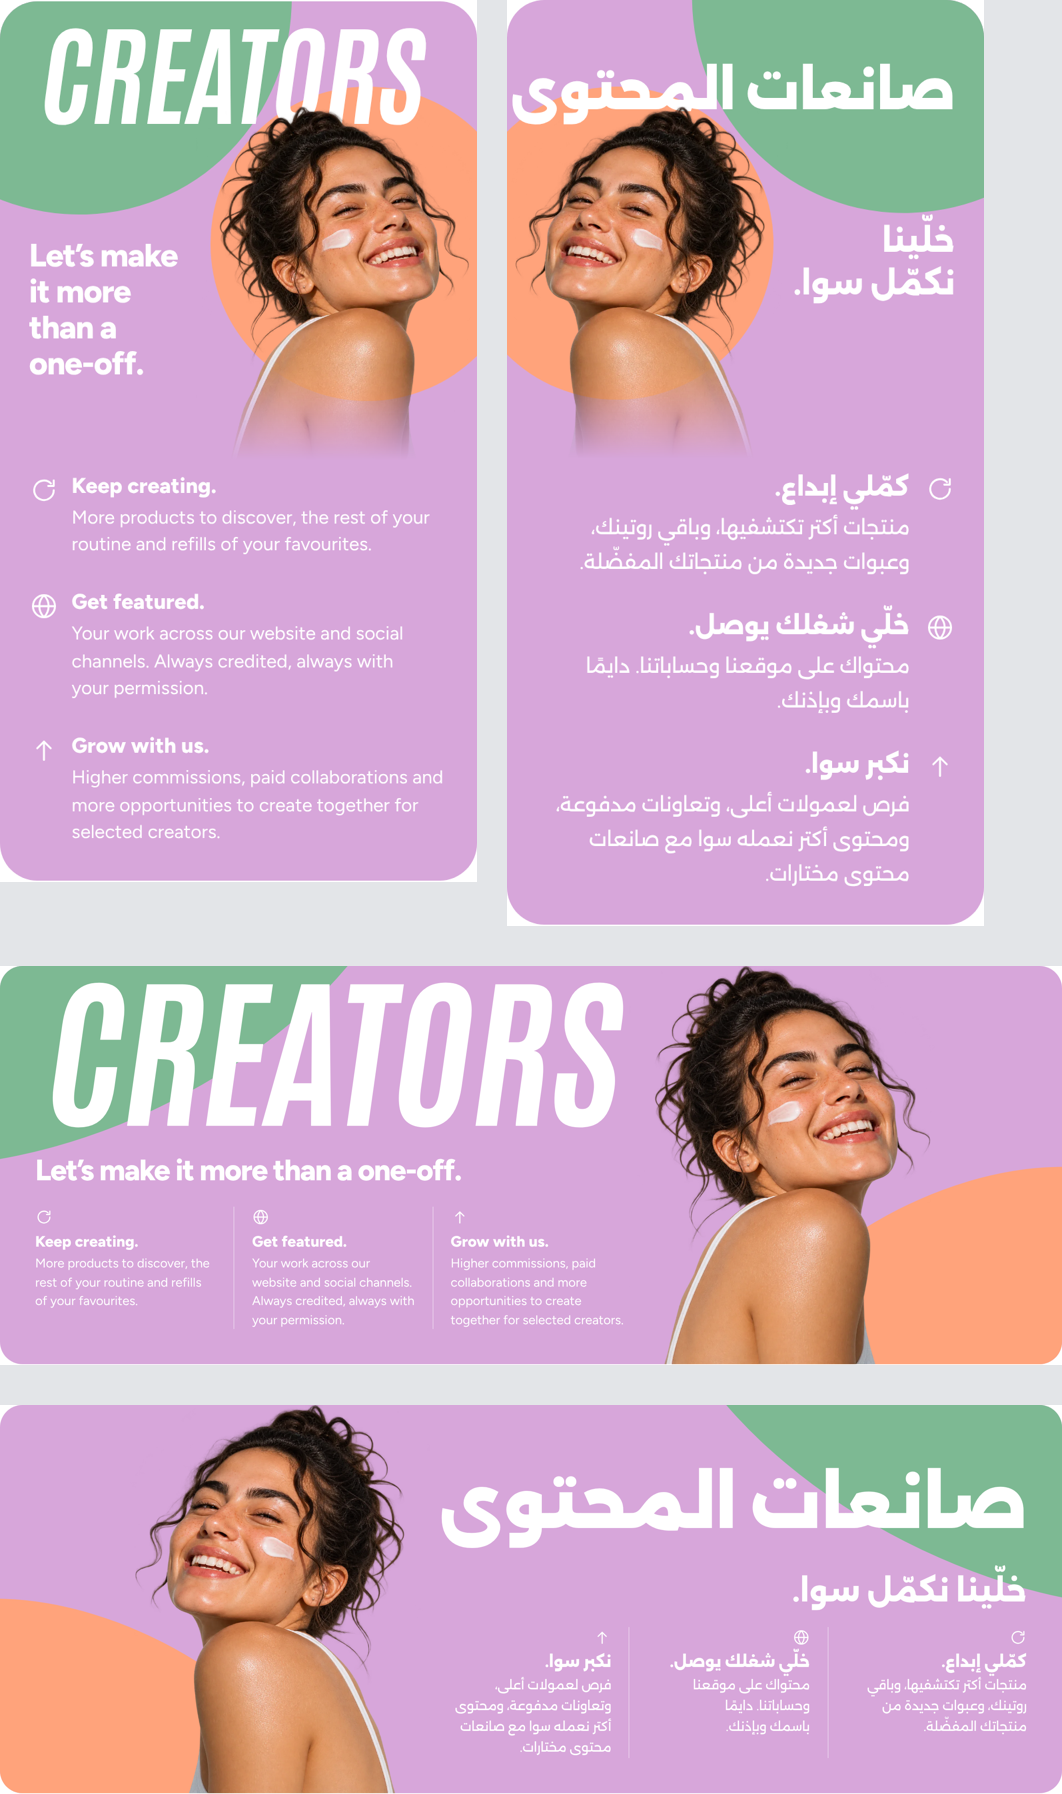 CREATORS
Let's make
it more
than a
one-off.
Keep creating.
More products to discover, the rest of your
routine and refills of your favourites.
Get featured.
Your work across our website and social
channels. Always credited, always with
your permission.
Grow with us.
Higher commissions, paid collaborations and
more opportunities to create together for
selected creators.
صانعات المحتوى
خلّينا
نكمّل سوا.
كمّلي إبداع.
منتجات أكتر تكتشفيها، وباقي روتينك،
وعبوات جديدة من منتجاتك المفضّلة.
خلّي شغلك يوصل.
محتواك على موقعنا وحساباتنا. دايمًا
باسمك وبإذنك.
نكبر سوا.
فرص لعمولات أعلى، وتعاونات مدفوعة،
ومحتوى أكتر نعمله سوا مع صانعات
محتوى مختارات.
CREATORS
Let's make it more than a one-off.
Keep creating.
More products to discover, the
rest of your routine and refills
of your favourites.
Get featured.
Your work across our
website and social channels.
Always credited, always with
your permission.
Grow with us.
Higher commissions, paid
collaborations and more
opportunities to create
together for selected creators.
صانعات المحتوى
خلّينا نكمّل سوا.
كمّلي إبداع.
منتجات أكتر تكتشفيها، وباقي
روتينك، وعبوات جديدة من
منتجاتك المفضّلة.
خلّي شغلك يوصل.
محتواك على موقعنا
وحساباتنا. دايمًا
باسمك وبإذنك.
نكبر سوا.
فرص لعمولات أعلى،
وتعاونات مدفوعة، ومحتوى
أكتر نعمله سوا مع صانعات
محتوى مختارات.